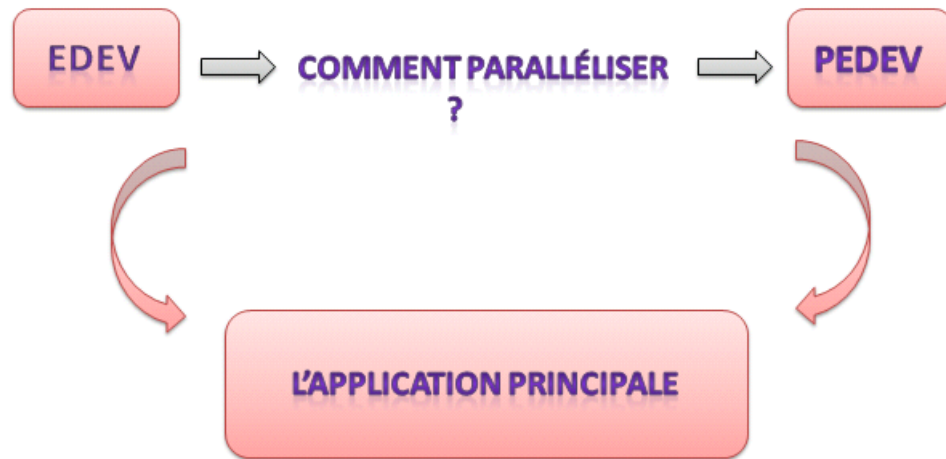 EDEV
COMMENT PARALLÉLISER
?
PEDEV
L'APPLICATION PRINCIPALE